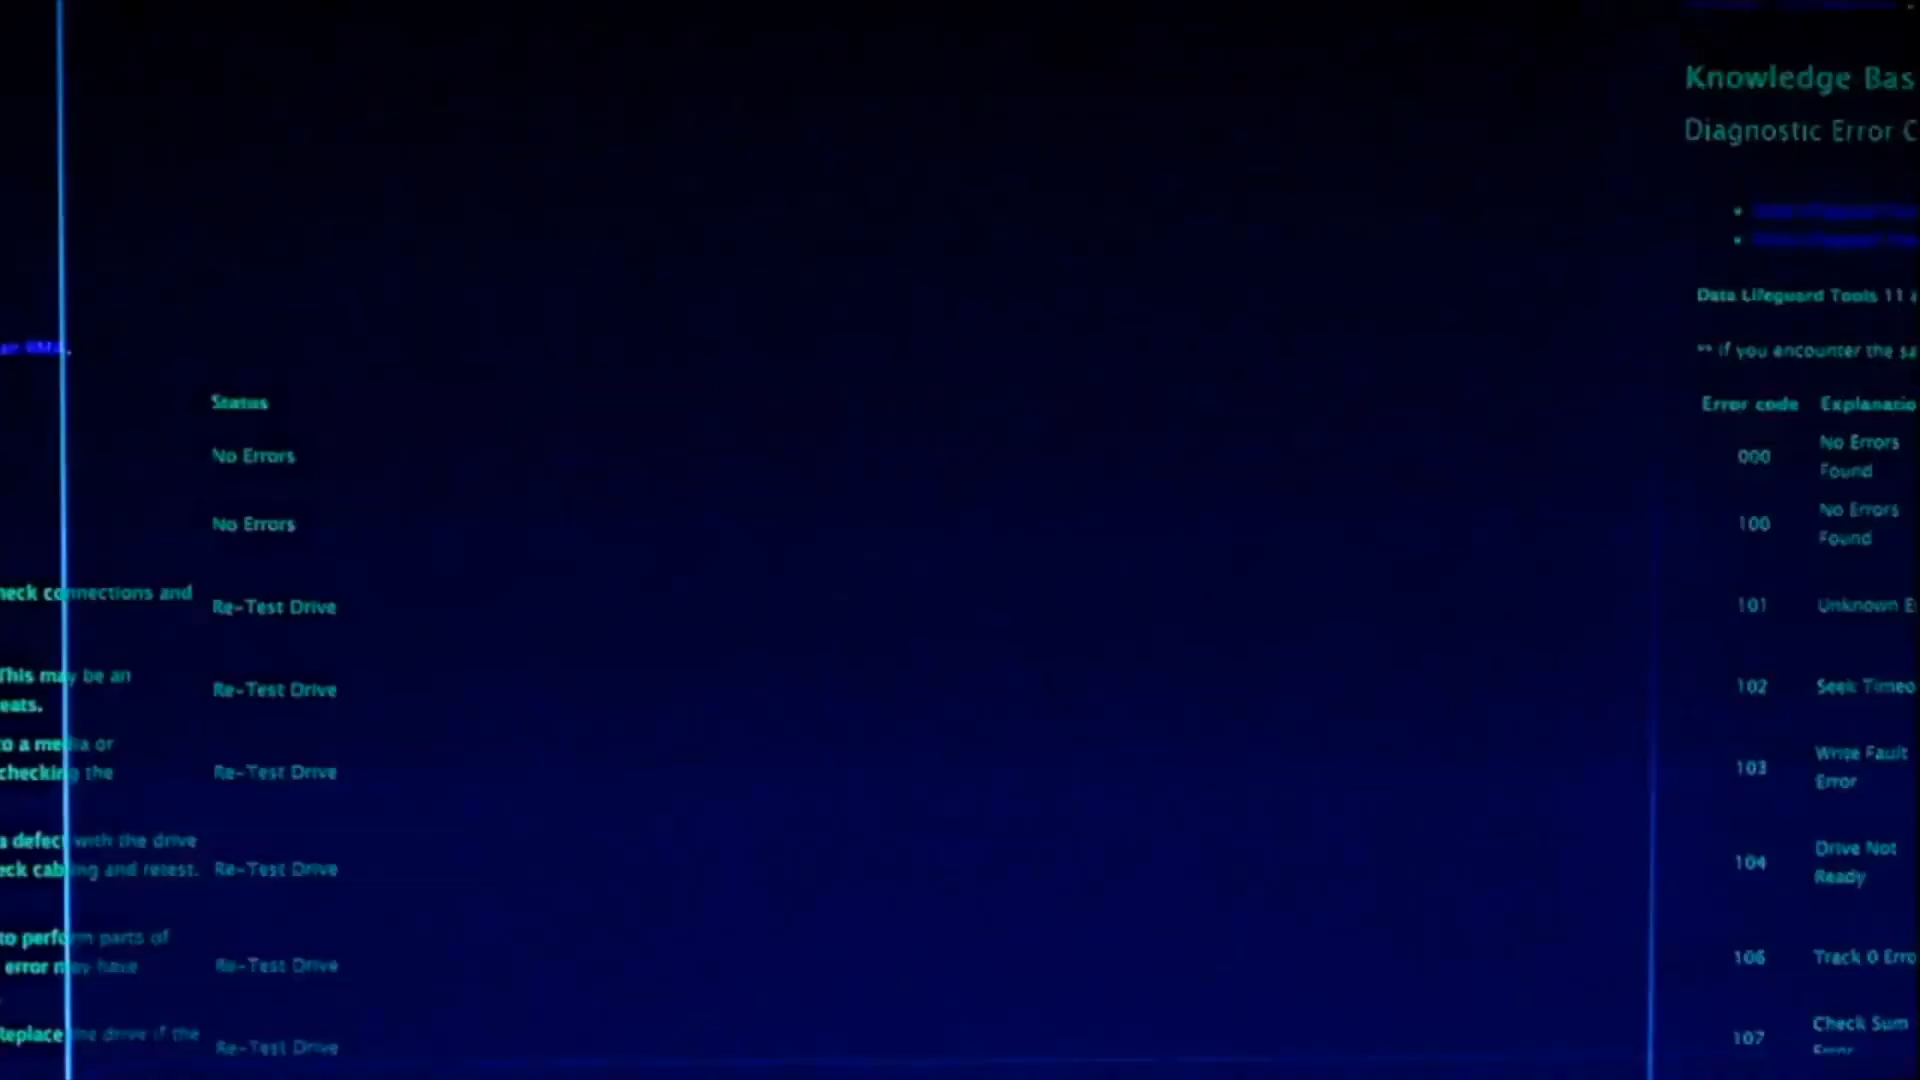 Knowledge Bas
Diagnostic Error C
Data Lifeguard Tools 11
** If you encounter the sa
Error code Explanatio
000 No Errors
Found
100 No Errors
Found
101 Unknown E
102 Seek Timeo
103 Write Fault
Error
104 Drive Not
Ready
106 Track 0 Erro
107 Check Sum
Error
Status
No Errors
No Errors
heck connections and
Re-Test Drive
This may be an
eats.
Re-Test Drive
to a media or
checking the
Re-Test Drive
a defect with the drive
eck cabling and retest.
Re-Test Drive
to perform parts of
error may have
Re-Test Drive
Replace the drive if the
Re-Test Drive